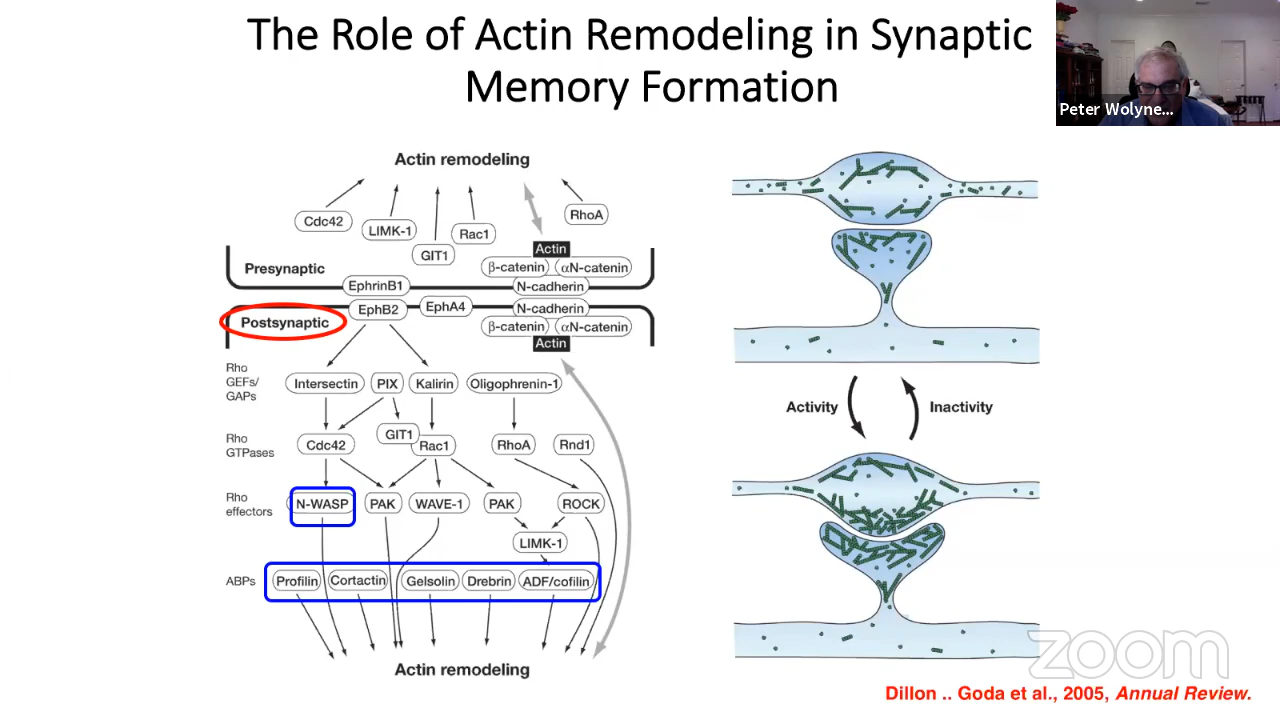 The Role of Actin Remodeling in Synaptic
Memory Formation
Peter Wolyne...
Actin remodeling
Cdc42
LIMK-1
GIT1
Rac1
RhoA
Actin
β-catenin
αN-catenin
N-cadherin
Presynaptic
EphrinB1
EphB2
EphA4
N-cadherin
β-catenin
αN-catenin
Actin
Postsynaptic
Rho
GEFs/
GAPs
Intersectin
PIX
Kalirin
Oligophrenin-1
Rho
GTPases
Cdc42
GIT1
Rac1
RhoA
Rnd1
Rho
effectors
N-WASP
PAK
WAVE-1
PAK
ROCK
LIMK-1
ABPs
Profilin
Cortactin
Gelsolin
Drebrin
ADF/cofilin
Actin remodeling
Activity
Inactivity
zoom
Dillon .. Goda et al., 2005, Annual Review.